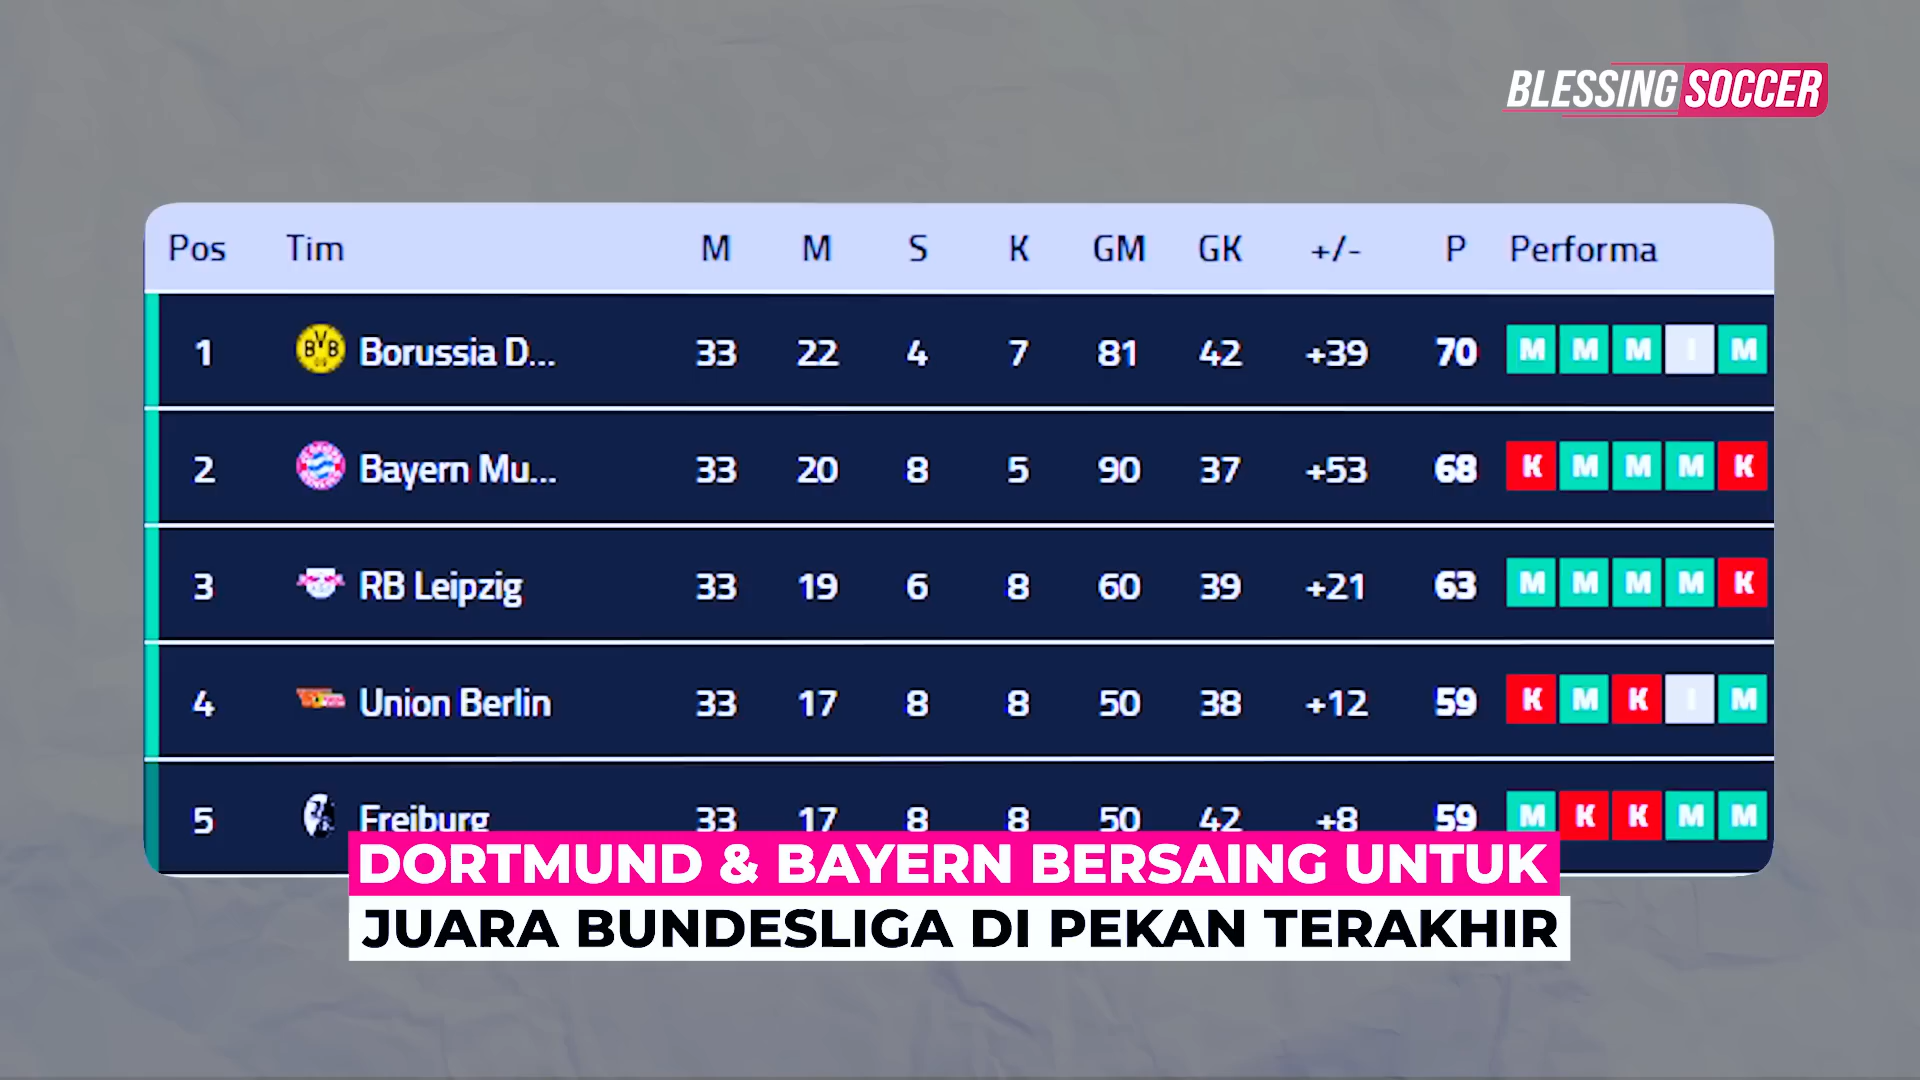 BLESSING SOCCER
Pos Tim M M S K GM GK +/- P Performa
1 BVB 09 Borussia D... 33 22 4 7 81 42 +39 70 M M M I M
2 Bayern Mu... 33 20 8 5 90 37 +53 68 K M M M K
3 RB Leipzig 33 19 6 8 60 39 +21 63 M M M M K
4 Union Berlin 33 17 8 8 50 38 +12 59 K M K I M
5 Freiburg 33 17 8 8 50 42 +8 59 M K K M M
DORTMUND & BAYERN BERSAING UNTUK
JUARA BUNDESLIGA DI PEKAN TERAKHIR